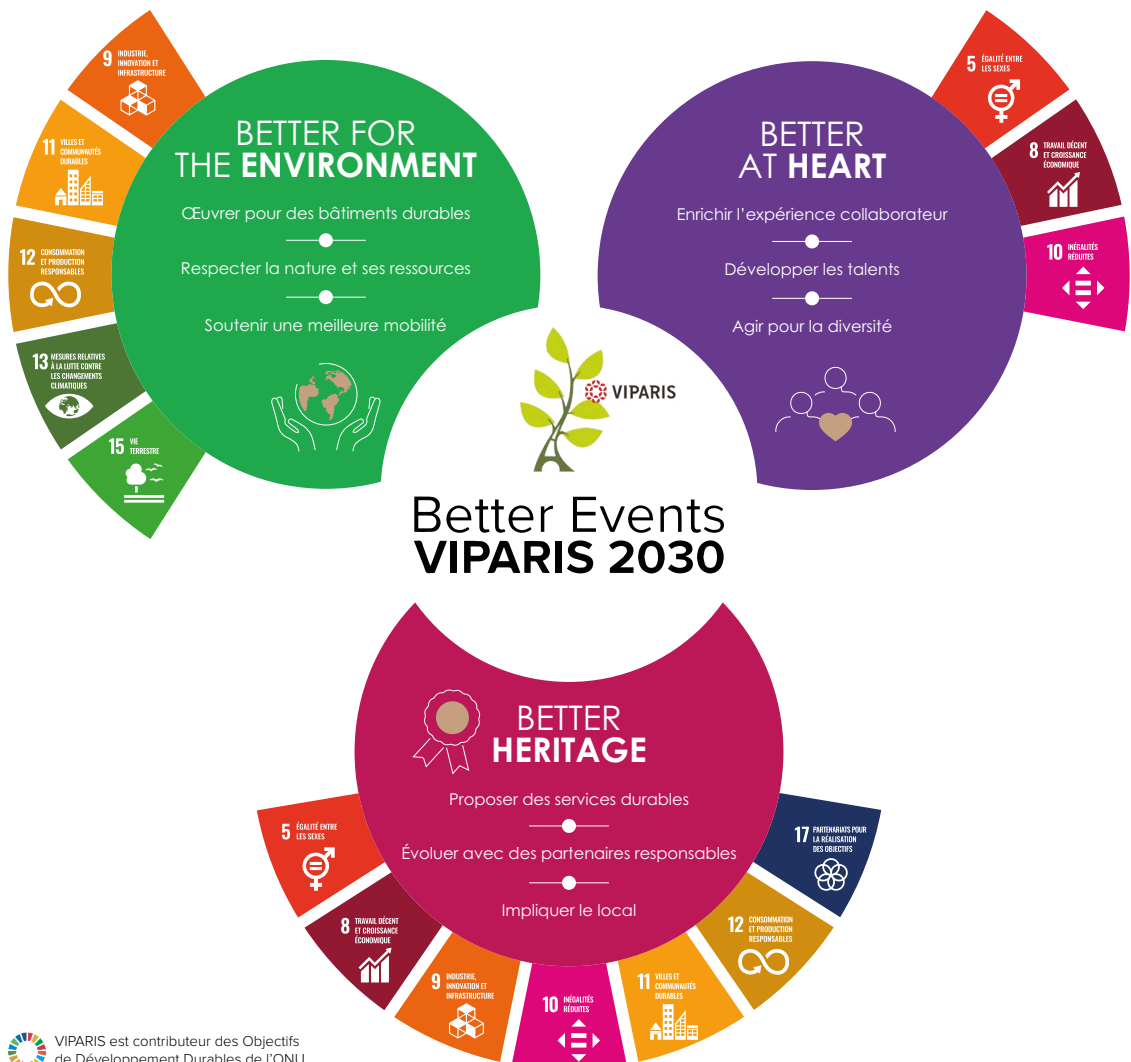 9 INDUSTRIE,
INNOVATION ET
INFRASTRUCTURE
11 VILLES ET
COMMUNAUTÉS
DURABLES
12 CONSOMMATION
ET PRODUCTION
RESPONSABLES
13 MESURES RELATIVES
À LA LUTTE CONTRE
LES CHANGEMENTS
CLIMATIQUES
15 VIE
TERRESTRE
BETTER FOR
THE ENVIRONMENT
Œuvrer pour des bâtiments durables
Respecter la nature et ses ressources
Soutenir une meilleure mobilité
BETTER
AT HEART
Enrichir l'expérience collaborateur
Développer les talents
Agir pour la diversité
5 ÉGALITÉ ENTRE
LES SEXES
8 TRAVAIL DÉCENT
ET CROISSANCE
ÉCONOMIQUE
10 INÉGALITÉS
RÉDUITES
VIPARIS
Better Events
VIPARIS 2030
BETTER
HERITAGE
Proposer des services durables
Évoluer avec des partenaires responsables
Impliquer le local
5 ÉGALITÉ ENTRE
LES SEXES
8 TRAVAIL DÉCENT
ET CROISSANCE
ÉCONOMIQUE
9 INDUSTRIE,
INNOVATION ET
INFRASTRUCTURE
10 INÉGALITÉS
RÉDUITES
11 VILLES ET
COMMUNAUTÉS
DURABLES
12 CONSOMMATION
ET PRODUCTION
RESPONSABLES
17 PARTENARIATS POUR
LA RÉALISATION
DES OBJECTIFS
VIPARIS est contributeur des Objectifs
de Développement Durables de l'ONU